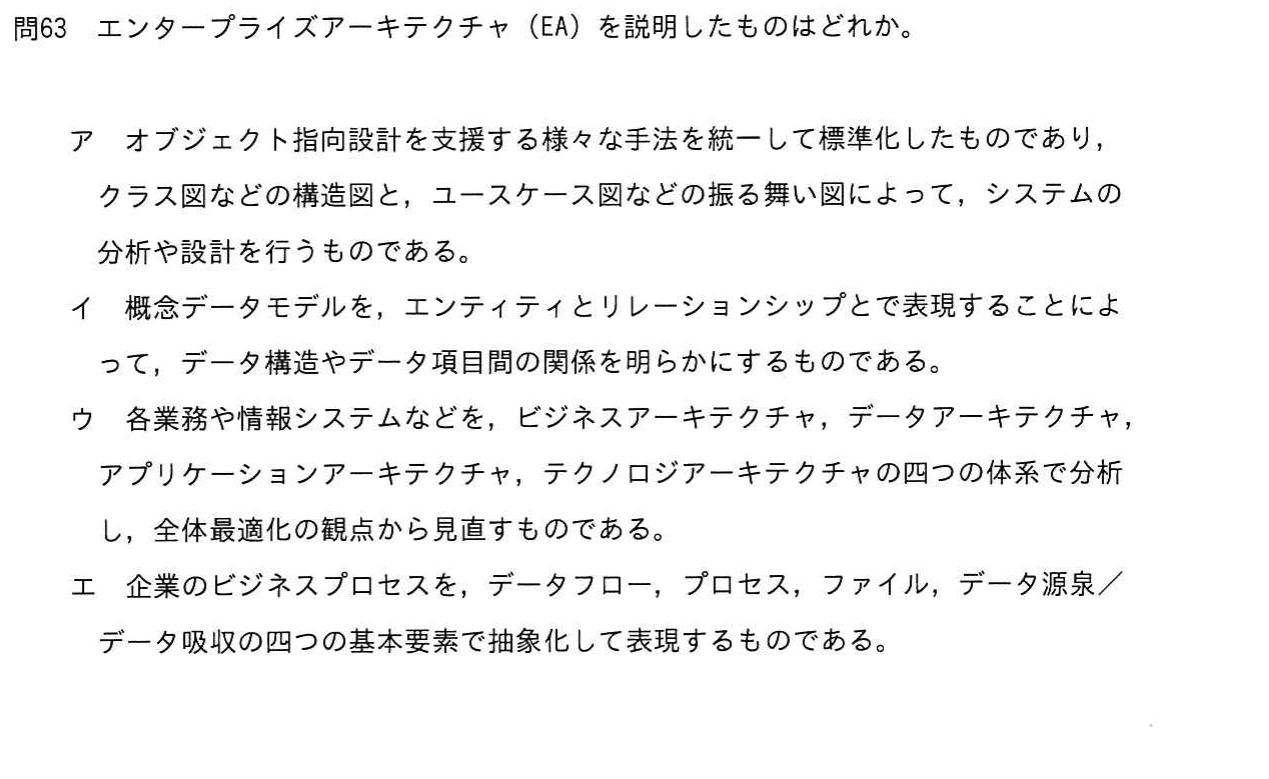 問63　エンタープライズアーキテクチャ（EA）を説明したものはどれか。
ア　オブジェクト指向設計を支援する様々な手法を統一して標準化したものであり，
クラス図などの構造図と，ユースケース図などの振る舞い図によって，システムの
分析や設計を行うものである。
イ　概念データモデルを，エンティティとリレーションシップとで表現することによ
って，データ構造やデータ項目間の関係を明らかにするものである。
ウ　各業務や情報システムなどを，ビジネスアーキテクチャ，データアーキテクチャ，
アプリケーションアーキテクチャ，テクノロジアーキテクチャの四つの体系で分析
し，全体最適化の観点から見直すものである。
エ　企業のビジネスプロセスを，データフロー，プロセス，ファイル，データ源泉／
データ吸収の四つの基本要素で抽象化して表現するものである。